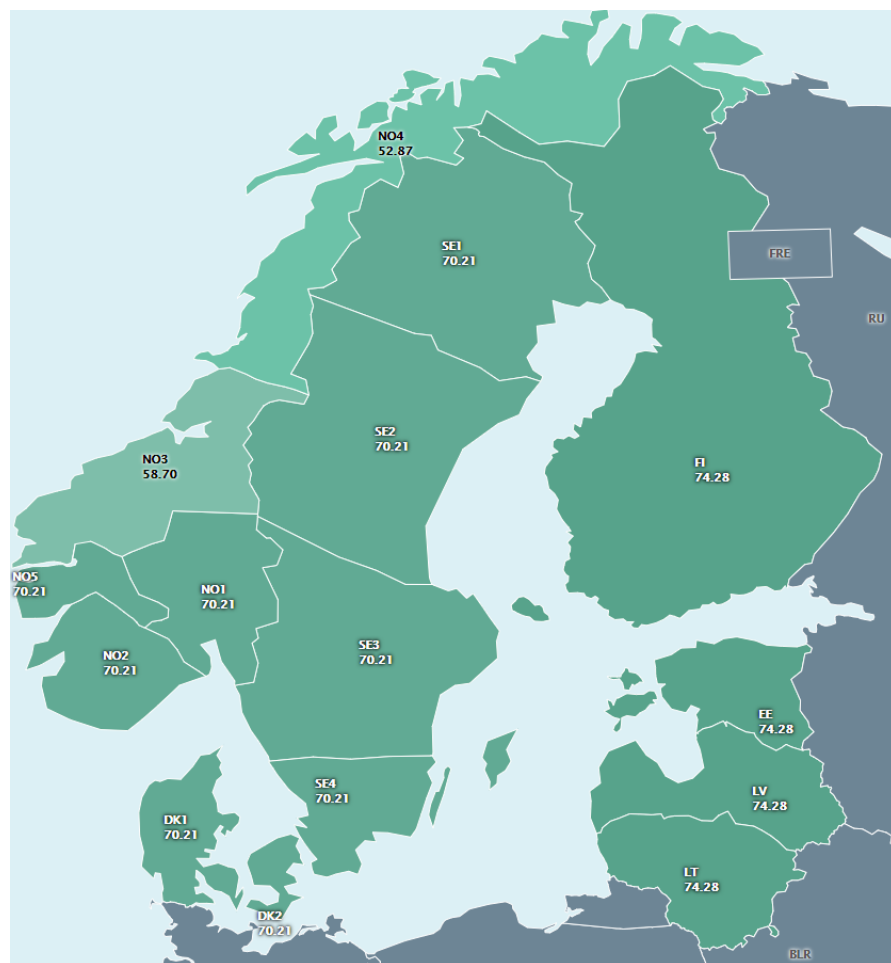 NO4
52.87
SE1
70.21
FRE
RU
SE2
70.21
NO3
58.70
FI
74.28
NO5
70.21
NO1
70.21
NO2
70.21
SE3
70.21
EE
74.28
SE4
70.21
LV
74.28
DK1
70.21
LT
74.28
DK2
70.21
BLR